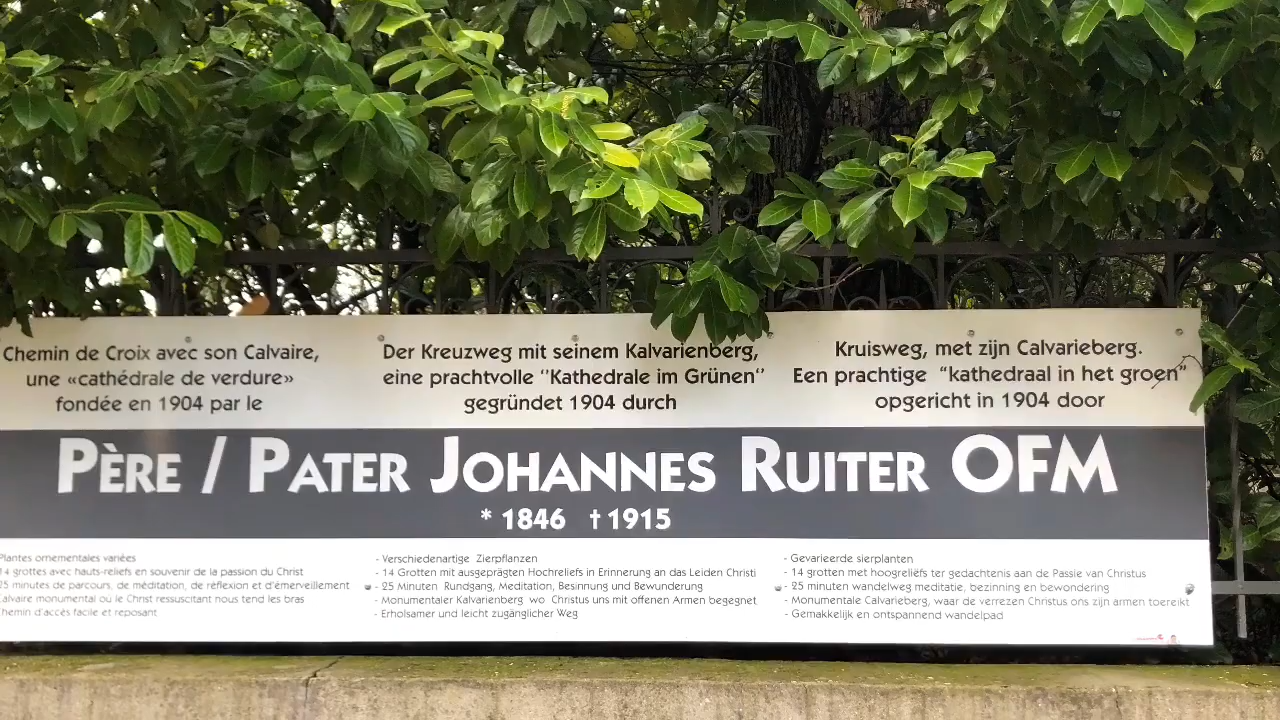 Chemin de Croix avec son Calvaire,
une «cathédrale de verdure»
fondée en 1904 par le
Der Kreuzweg mit seinem Kalvarienberg,
eine prachtvolle "Kathedrale im Grünen"
gegründet 1904 durch
Kruisweg, met zijn Calvarieberg.
Een prachtige "kathedraal in het groen"
opgericht in 1904 door
PÈRE / PATER JOHANNES RUITER OFM
* 1846 † 1915
Plantes ornementales variées
14 grottes avec hauts-reliefs en souvenir de la passion du Christ
25 minutes de parcours, de méditation, de réflexion et d'émerveillement
Calvaire monumental ou le Christ ressuscitant nous tend les bras
Chemin d'accès facile et reposant
- Verschiedenartige Zierpflanzen
- 14 Grotten mit ausgeprägten Hochreliefs in Erinnerung an das Leiden Christi
- 25 Minuten Rundgang, Meditation, Besinnung und Bewunderung
- Monumentaler Kalvarienberg wo Christus uns mit offenen Armen begegnet
- Erholsamer und leicht zugänglicher Weg
- Gevarieerde sierplanten
- 14 grotten met hoogreliëfs ter gedachtenis aan de Passie van Christus
- 25 minuten wandelweg meditatie, bezinning en bewondering
- Monumentale Calvarieberg, waar de verrezen Christus ons zijn armen toereikt
- Gemakkelijk en ontspannend wandelpad